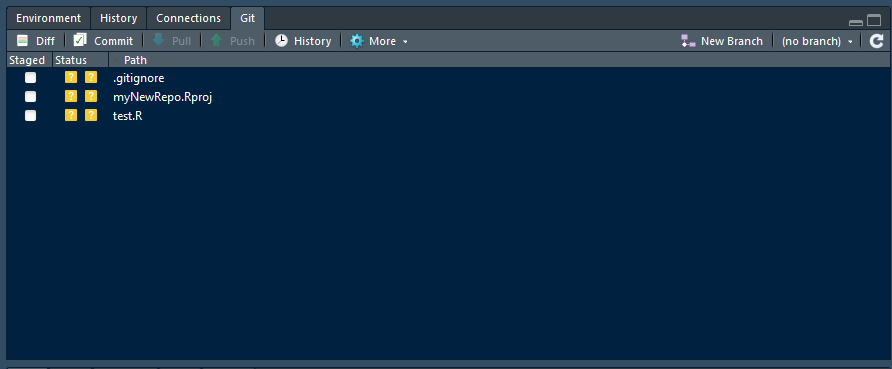 Environment History Connections Git
Diff Commit Pull Push History More New Branch (no branch)
Staged Status Path
? ? .gitignore
? ? myNewRepo.Rproj
? ? test.R